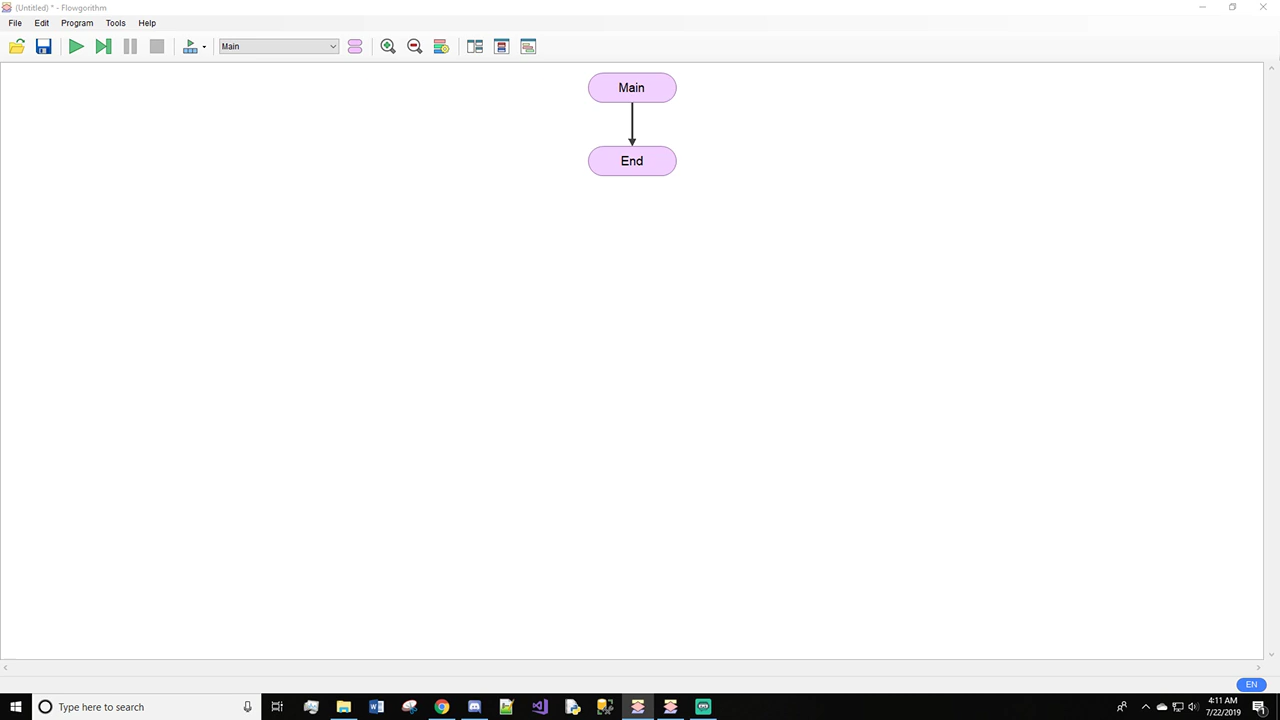 (Untitled) * - Flowgorithm
File Edit Program Tools Help
Main
Main
End
EN
Type here to search
4:11 AM
7/22/2019
1